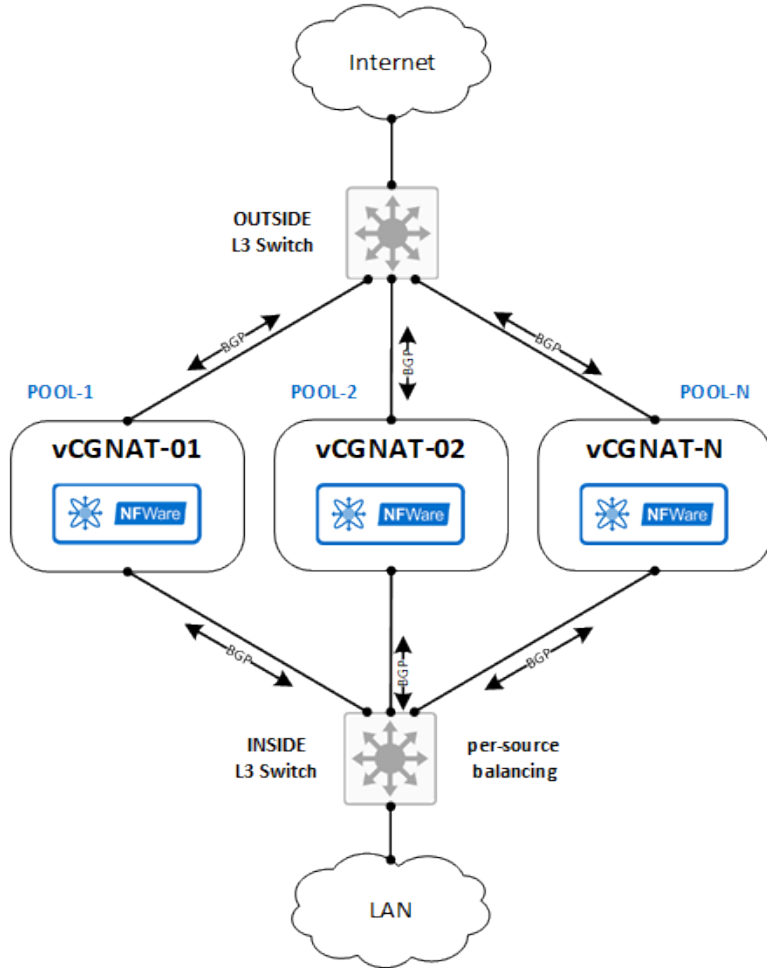 Internet
OUTSIDE
L3 Switch
BGP
BGP
BGP
POOL-1
POOL-2
POOL-N
vCGNAT-01
vCGNAT-02
vCGNAT-N
NFWare
NFWare
NFWare
BGP
BGP
BGP
INSIDE
L3 Switch
per-source
balancing
LAN